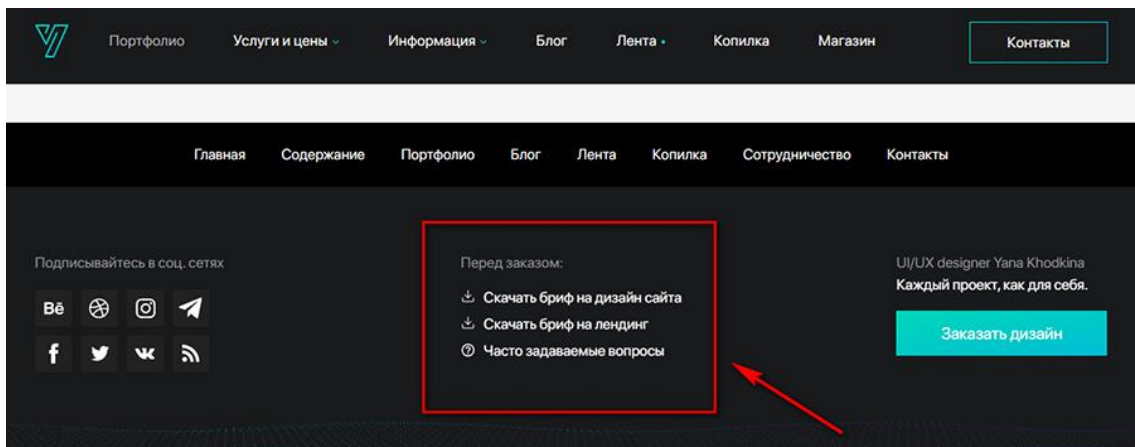 Портфолио Услуги и цены Информация Блог Лента Копилка Магазин Контакты
Главная Содержание Портфолио Блог Лента Копилка Сотрудничество Контакты
Подписывайтесь в соц. сетях
Bē
Перед заказом:
Скачать бриф на дизайн сайта
Скачать бриф на лендинг
Часто задаваемые вопросы
UI/UX designer Yana Khodkina
Каждый проект, как для себя.
Заказать дизайн